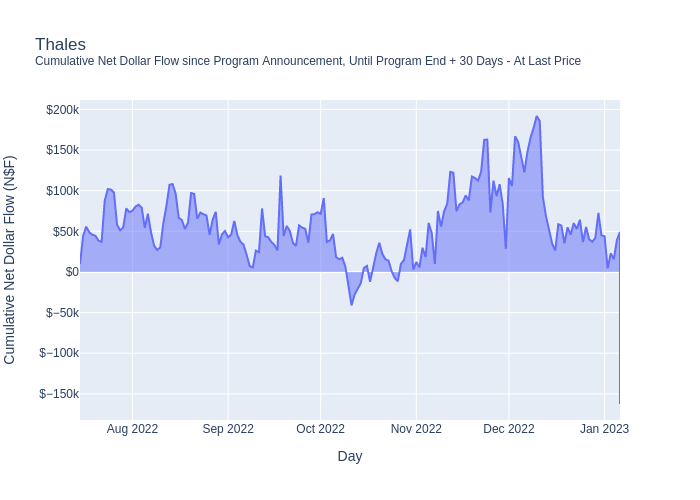 Thales
Cumulative Net Dollar Flow since Program Announcement, Until Program End + 30 Days - At Last Price
Cumulative Net Dollar Flow (N$F)
$200k
$150k
$100k
$50k
$0
$−50k
$−100k
$−150k
Aug 2022 Sep 2022 Oct 2022 Nov 2022 Dec 2022 Jan 2023
Day